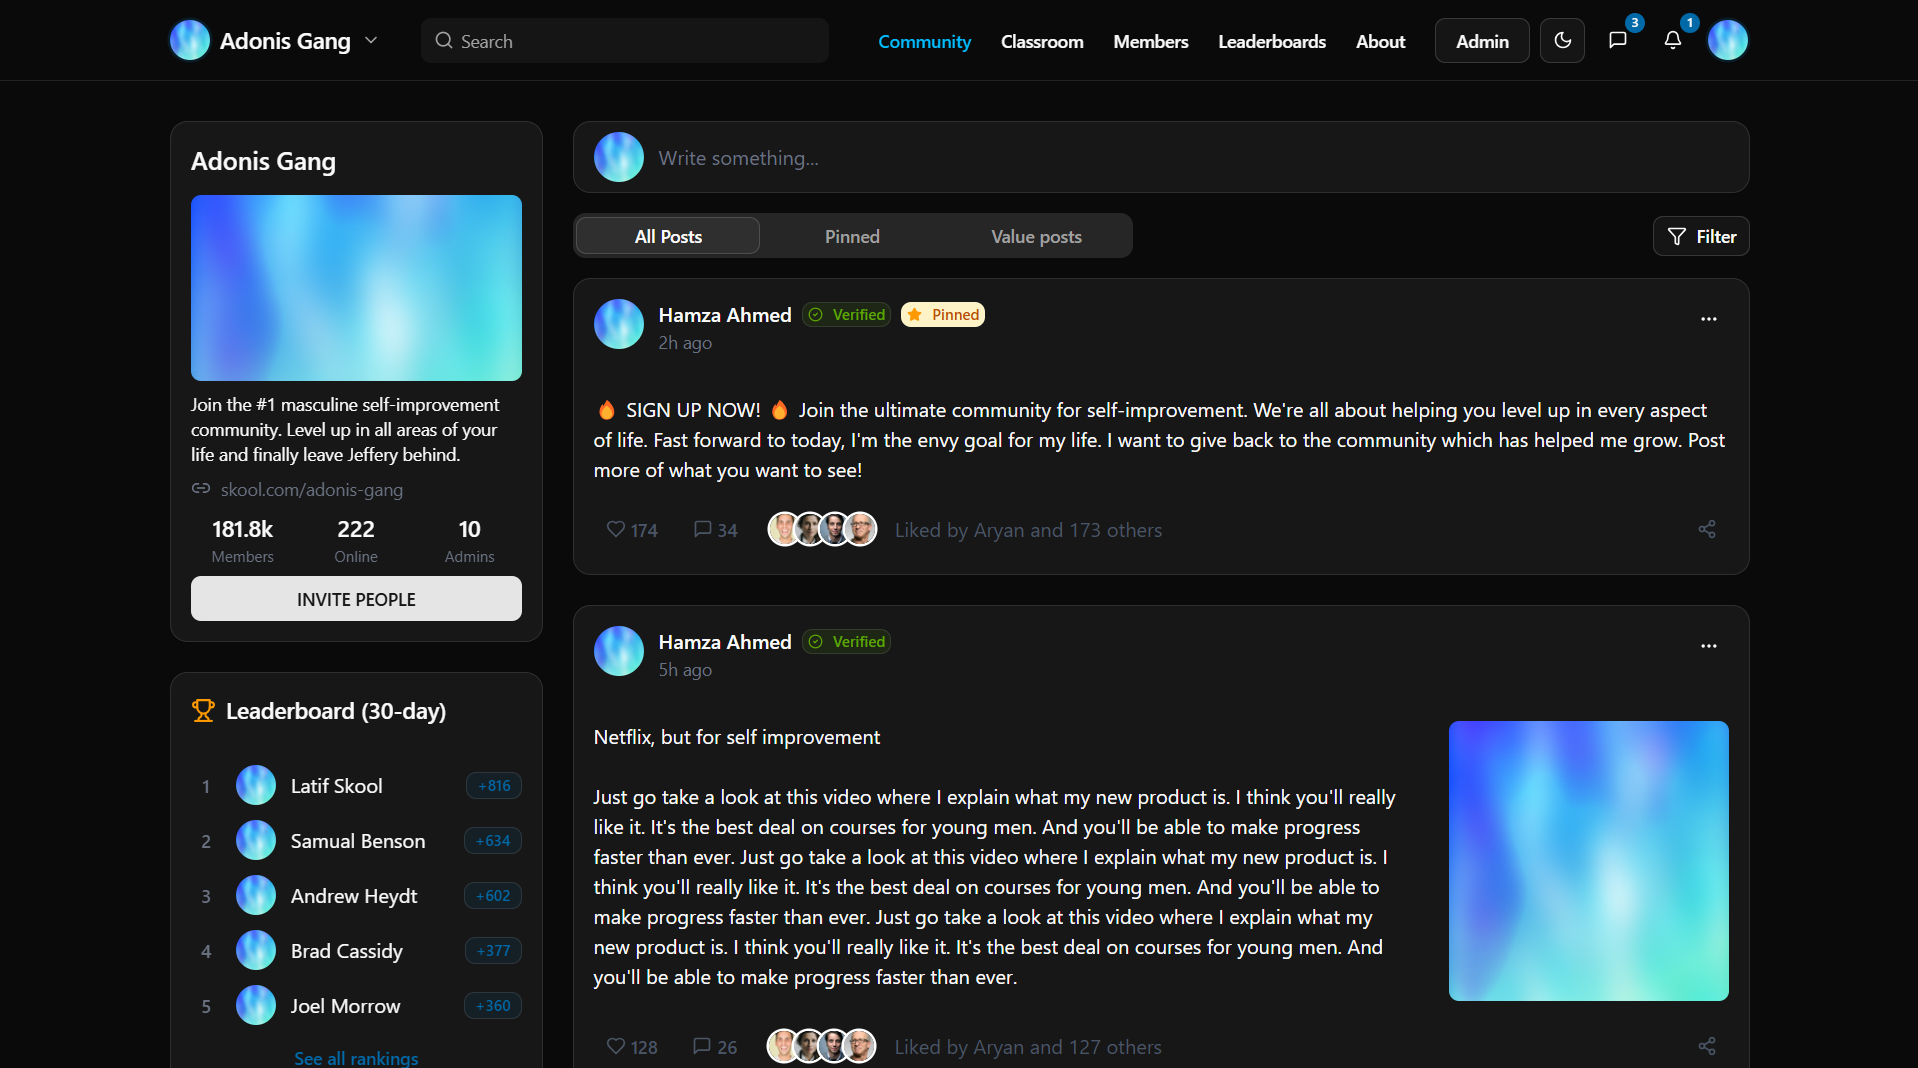 Adonis Gang
Search
Community
Classroom
Members
Leaderboards
About
Admin
3
1
Adonis Gang
Join the #1 masculine self-improvement
community. Level up in all areas of your
life and finally leave Jeffery behind.
skool.com/adonis-gang
181.8k
Members
222
Online
10
Admins
INVITE PEOPLE
Leaderboard (30-day)
1 Latif Skool +816
2 Samual Benson +634
3 Andrew Heydt +602
4 Brad Cassidy +377
5 Joel Morrow +360
See all rankings
Write something...
All Posts
Pinned
Value posts
Filter
Hamza Ahmed Verified Pinned
2h ago
🔥 SIGN UP NOW! 🔥 Join the ultimate community for self-improvement. We're all about helping you level up in every aspect
of life. Fast forward to today, I'm the envy goal for my life. I want to give back to the community which has helped me grow. Post
more of what you want to see!
174 34 Liked by Aryan and 173 others
Hamza Ahmed Verified
5h ago
Netflix, but for self improvement
Just go take a look at this video where I explain what my new product is. I think you'll really
like it. It's the best deal on courses for young men. And you'll be able to make progress
faster than ever. Just go take a look at this video where I explain what my new product is. I
think you'll really like it. It's the best deal on courses for young men. And you'll be able to
make progress faster than ever. Just go take a look at this video where I explain what my
new product is. I think you'll really like it. It's the best deal on courses for young men. And
you'll be able to make progress faster than ever.
128 26 Liked by Aryan and 127 others